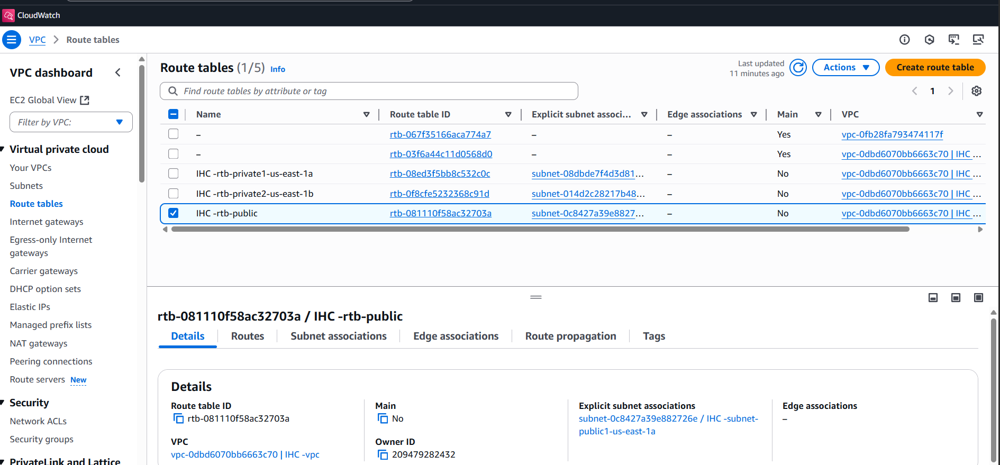 CloudWatch
VPC > Route tables
VPC dashboard
EC2 Global View
Filter by VPC:
Virtual private cloud
Your VPCs
Subnets
Route tables
Internet gateways
Egress-only Internet
gateways
Carrier gateways
DHCP option sets
Elastic IPs
Managed prefix lists
NAT gateways
Peering connections
Route servers New
Security
Network ACLs
Security groups
PrivateLink and Lattice
Route tables (1/5) Info
Last updated
11 minutes ago
Actions
Create route table
Find route tables by attribute or tag
1
Name Route table ID Explicit subnet associ... Edge associations Main VPC
– rtb-067f35166aca774a7 – – Yes vpc-0fb28fa793474117f
– rtb-03f6a44c11d0568d0 – – Yes vpc-0dbd6070bb6663c70 | IHC ...
IHC -rtb-private1-us-east-1a rtb-08ed3f5bb8c532c0c subnet-08dbde7f4d3d81... – No vpc-0dbd6070bb6663c70 | IHC ...
IHC -rtb-private2-us-east-1b rtb-0f8cfe5232368c91d subnet-014d2c28217b48... – No vpc-0dbd6070bb6663c70 | IHC ...
IHC -rtb-public rtb-081110f58ac32703a subnet-0c8427a39e8827... – No vpc-0dbd6070bb6663c70 | IHC ...
rtb-081110f58ac32703a / IHC -rtb-public
Details Routes Subnet associations Edge associations Route propagation Tags
Details
Route table ID
rtb-081110f58ac32703a
Main
No
Explicit subnet associations
subnet-0c8427a39e882726e / IHC -subnet-
public1-us-east-1a
Edge associations
–
VPC
vpc-0dbd6070bb6663c70 | IHC -vpc
Owner ID
209479282432